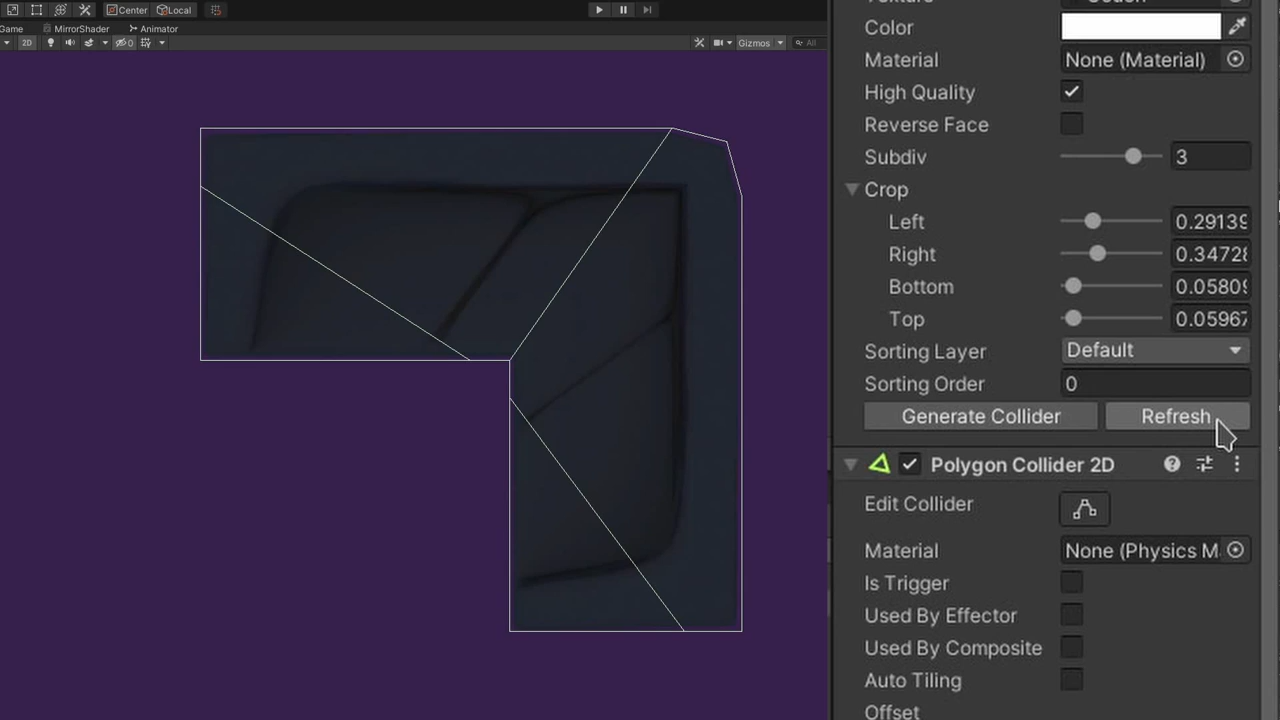 Center Local
Game MirrorShader Animator
2D 0 Gizmos All
Color
Material None (Material)
High Quality
Reverse Face
Subdiv 3
Crop
Left 0.29139
Right 0.34728
Bottom 0.05809
Top 0.05967
Sorting Layer Default
Sorting Order 0
Generate Collider Refresh
Polygon Collider 2D
Edit Collider
Material None (Physics M
Is Trigger
Used By Effector
Used By Composite
Auto Tiling
Offset